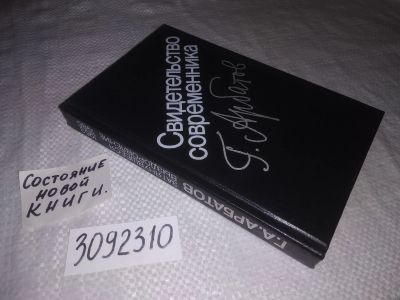 Свидетельство
современника
Г. Арбатов
Г.А. АРБАТОВ
Состояние
новой
книги.
3092310